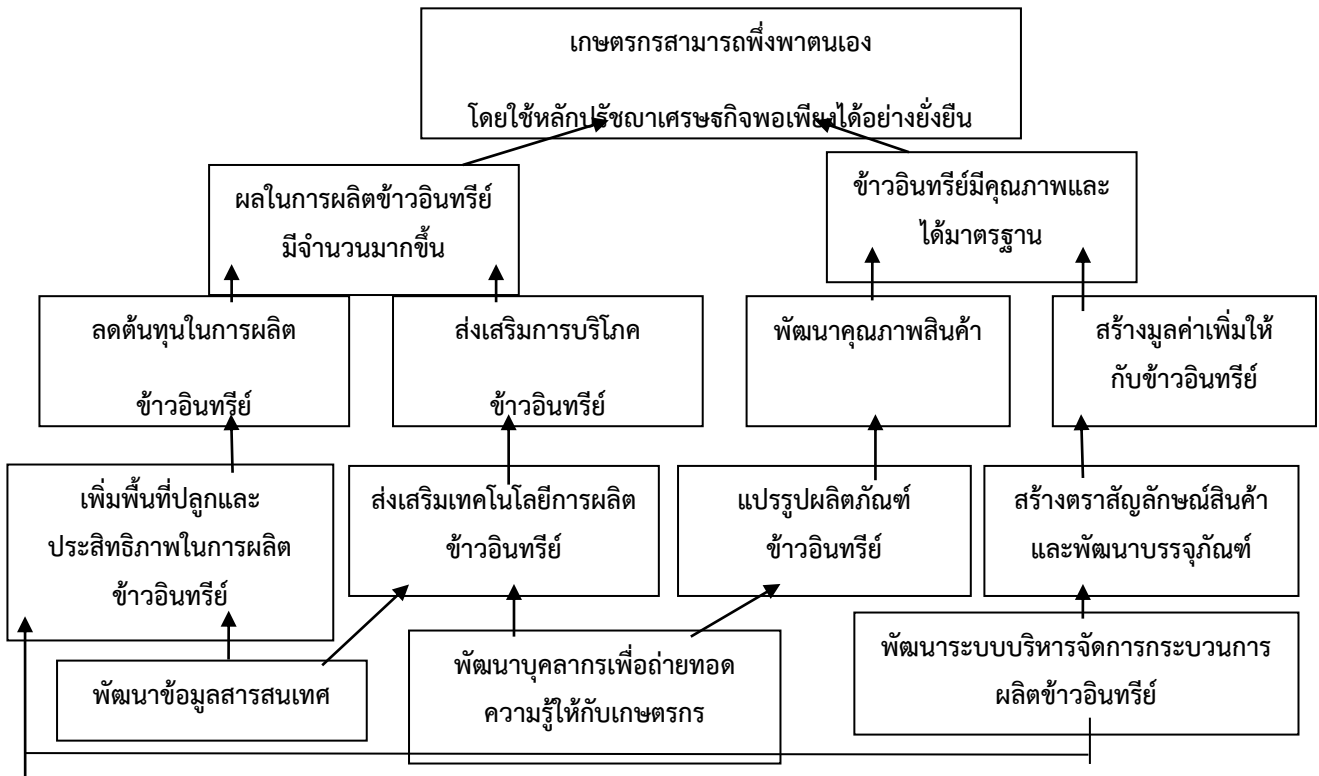 เกษตรกรสามารถพึ่งพาตนเอง
โดยใช้หลักปรัชญาเศรษฐกิจพอเพียงได้อย่างยั่งยืน
ผลในการผลิตข้าวอินทรีย์
มีจำนวนมากขึ้น
ข้าวอินทรีย์มีคุณภาพและ
ได้มาตรฐาน
ลดต้นทุนในการผลิต
ข้าวอินทรีย์
ส่งเสริมการบริโภค
ข้าวอินทรีย์
พัฒนาคุณภาพสินค้า
สร้างมูลค่าเพิ่มให้
กับข้าวอินทรีย์
เพิ่มพื้นที่ปลูกและ
ประสิทธิภาพในการผลิต
ข้าวอินทรีย์
ส่งเสริมเทคโนโลยีการผลิต
ข้าวอินทรีย์
แปรรูปผลิตภัณฑ์
ข้าวอินทรีย์
สร้างตราสัญลักษณ์สินค้า
และพัฒนาบรรจุภัณฑ์
พัฒนาข้อมูลสารสนเทศ
พัฒนาบุคลากรเพื่อถ่ายทอด
ความรู้ให้กับเกษตรกร
พัฒนาระบบบริหารจัดการกระบวนการ
ผลิตข้าวอินทรีย์